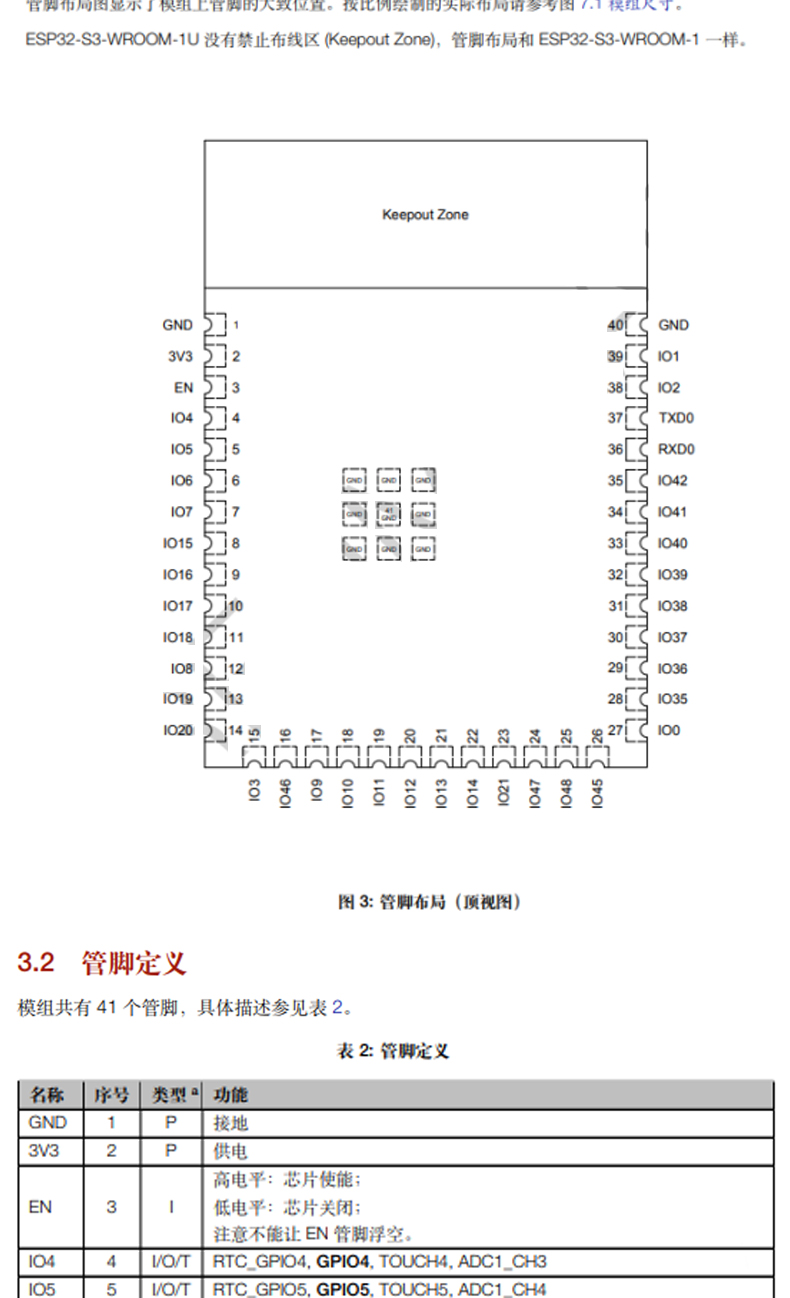 管脚布局图显示了模组上管脚的大致位置。按比例绘制的实际布局请参考图 7.1 模组尺寸。
ESP32-S3-WROOM-1U 没有禁止布线区 (Keepout Zone)，管脚布局和 ESP32-S3-WROOM-1 一样。
Keepout Zone
GND 1 40 GND
3V3 2 39 IO1
EN 3 38 IO2
IO4 4 37 TXD0
IO5 5 36 RXD0
IO6 6 GND GND GND 35 IO42
IO7 7 GND 41 GND GND 34 IO41
IO15 8 GND GND GND 33 IO40
IO16 9 32 IO39
IO17 10 31 IO38
IO18 11 30 IO37
IO8 12 29 IO36
IO19 13 28 IO35
IO20 14 27 IO0
15 16 17 18 19 20 21 22 23 24 25 26
IO3 IO46 IO9 IO10 IO11 IO12 IO13 IO14 IO21 IO47 IO48 IO45
图 3: 管脚布局（顶视图）
3.2 管脚定义
模组共有 41 个管脚，具体描述参见表 2。
表 2: 管脚定义
名称 序号 类型 a 功能
GND 1 P 接地
3V3 2 P 供电
EN 3 I 高电平：芯片使能；
低电平：芯片关闭；
注意不能让 EN 管脚浮空。
IO4 4 I/O/T RTC_GPIO4, GPIO4, TOUCH4, ADC1_CH3
IO5 5 I/O/T RTC_GPIO5, GPIO5, TOUCH5, ADC1_CH4